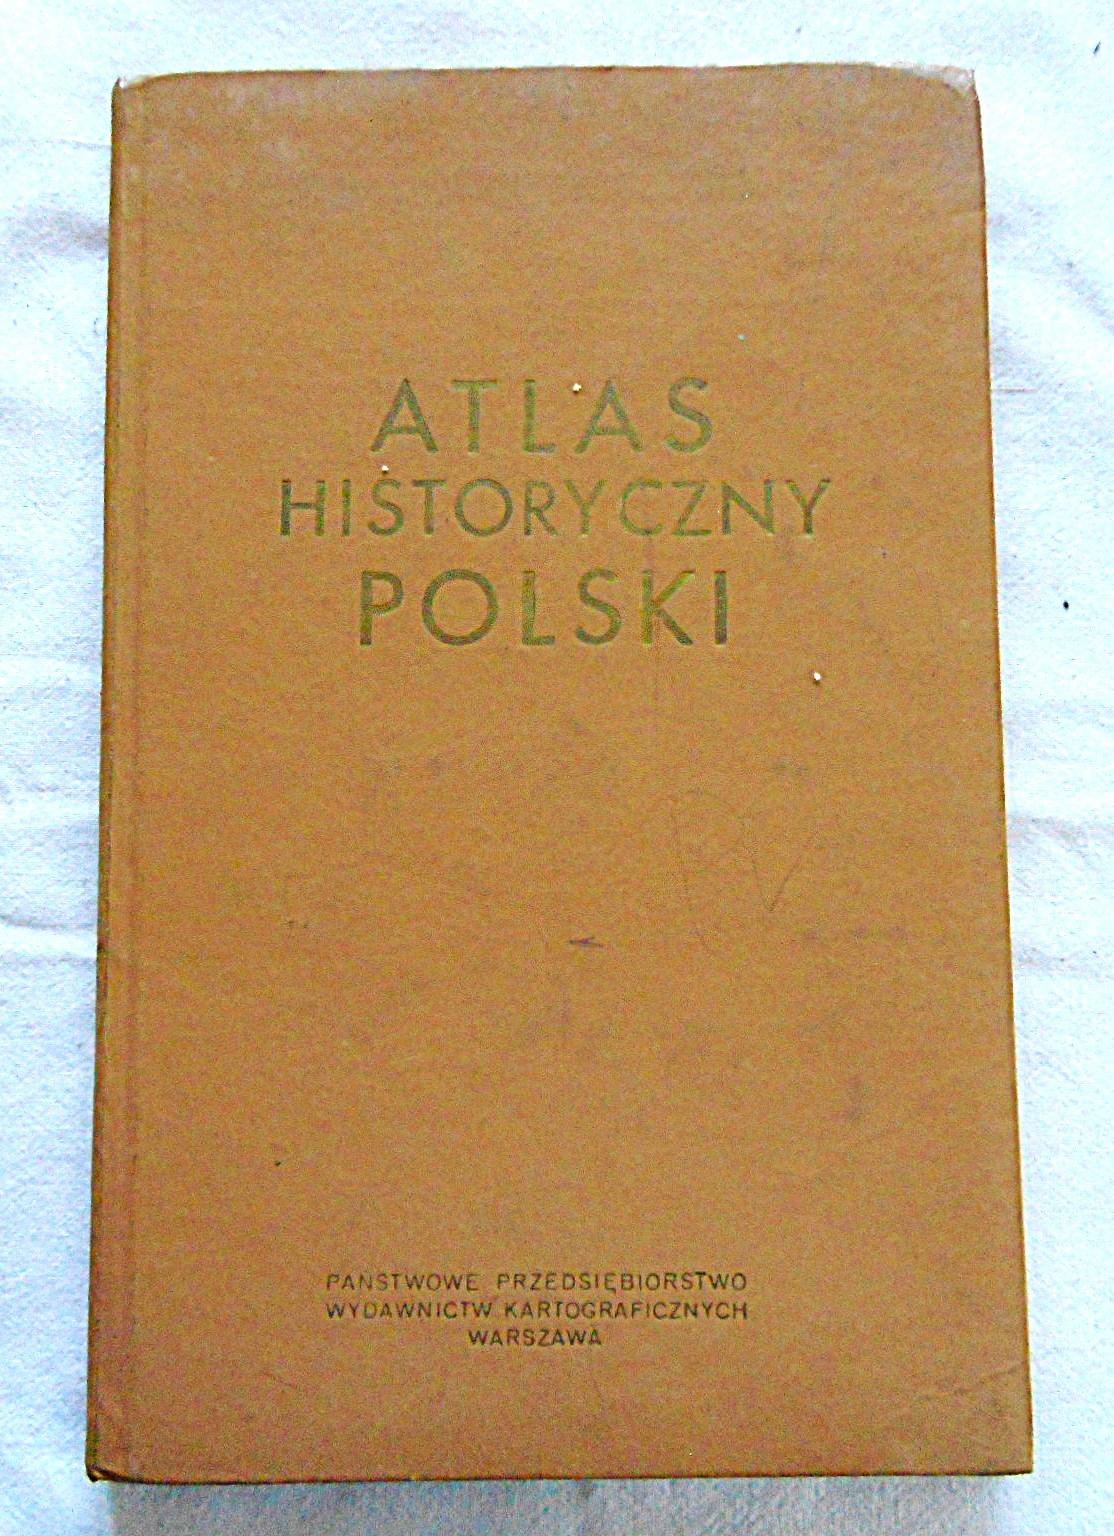 ATLAS
HISTORYCZNY
POLSKI
PAŃSTWOWE PRZEDSIĘBIORSTWO
WYDAWNICTW KARTOGRAFICZNYCH
WARSZAWA